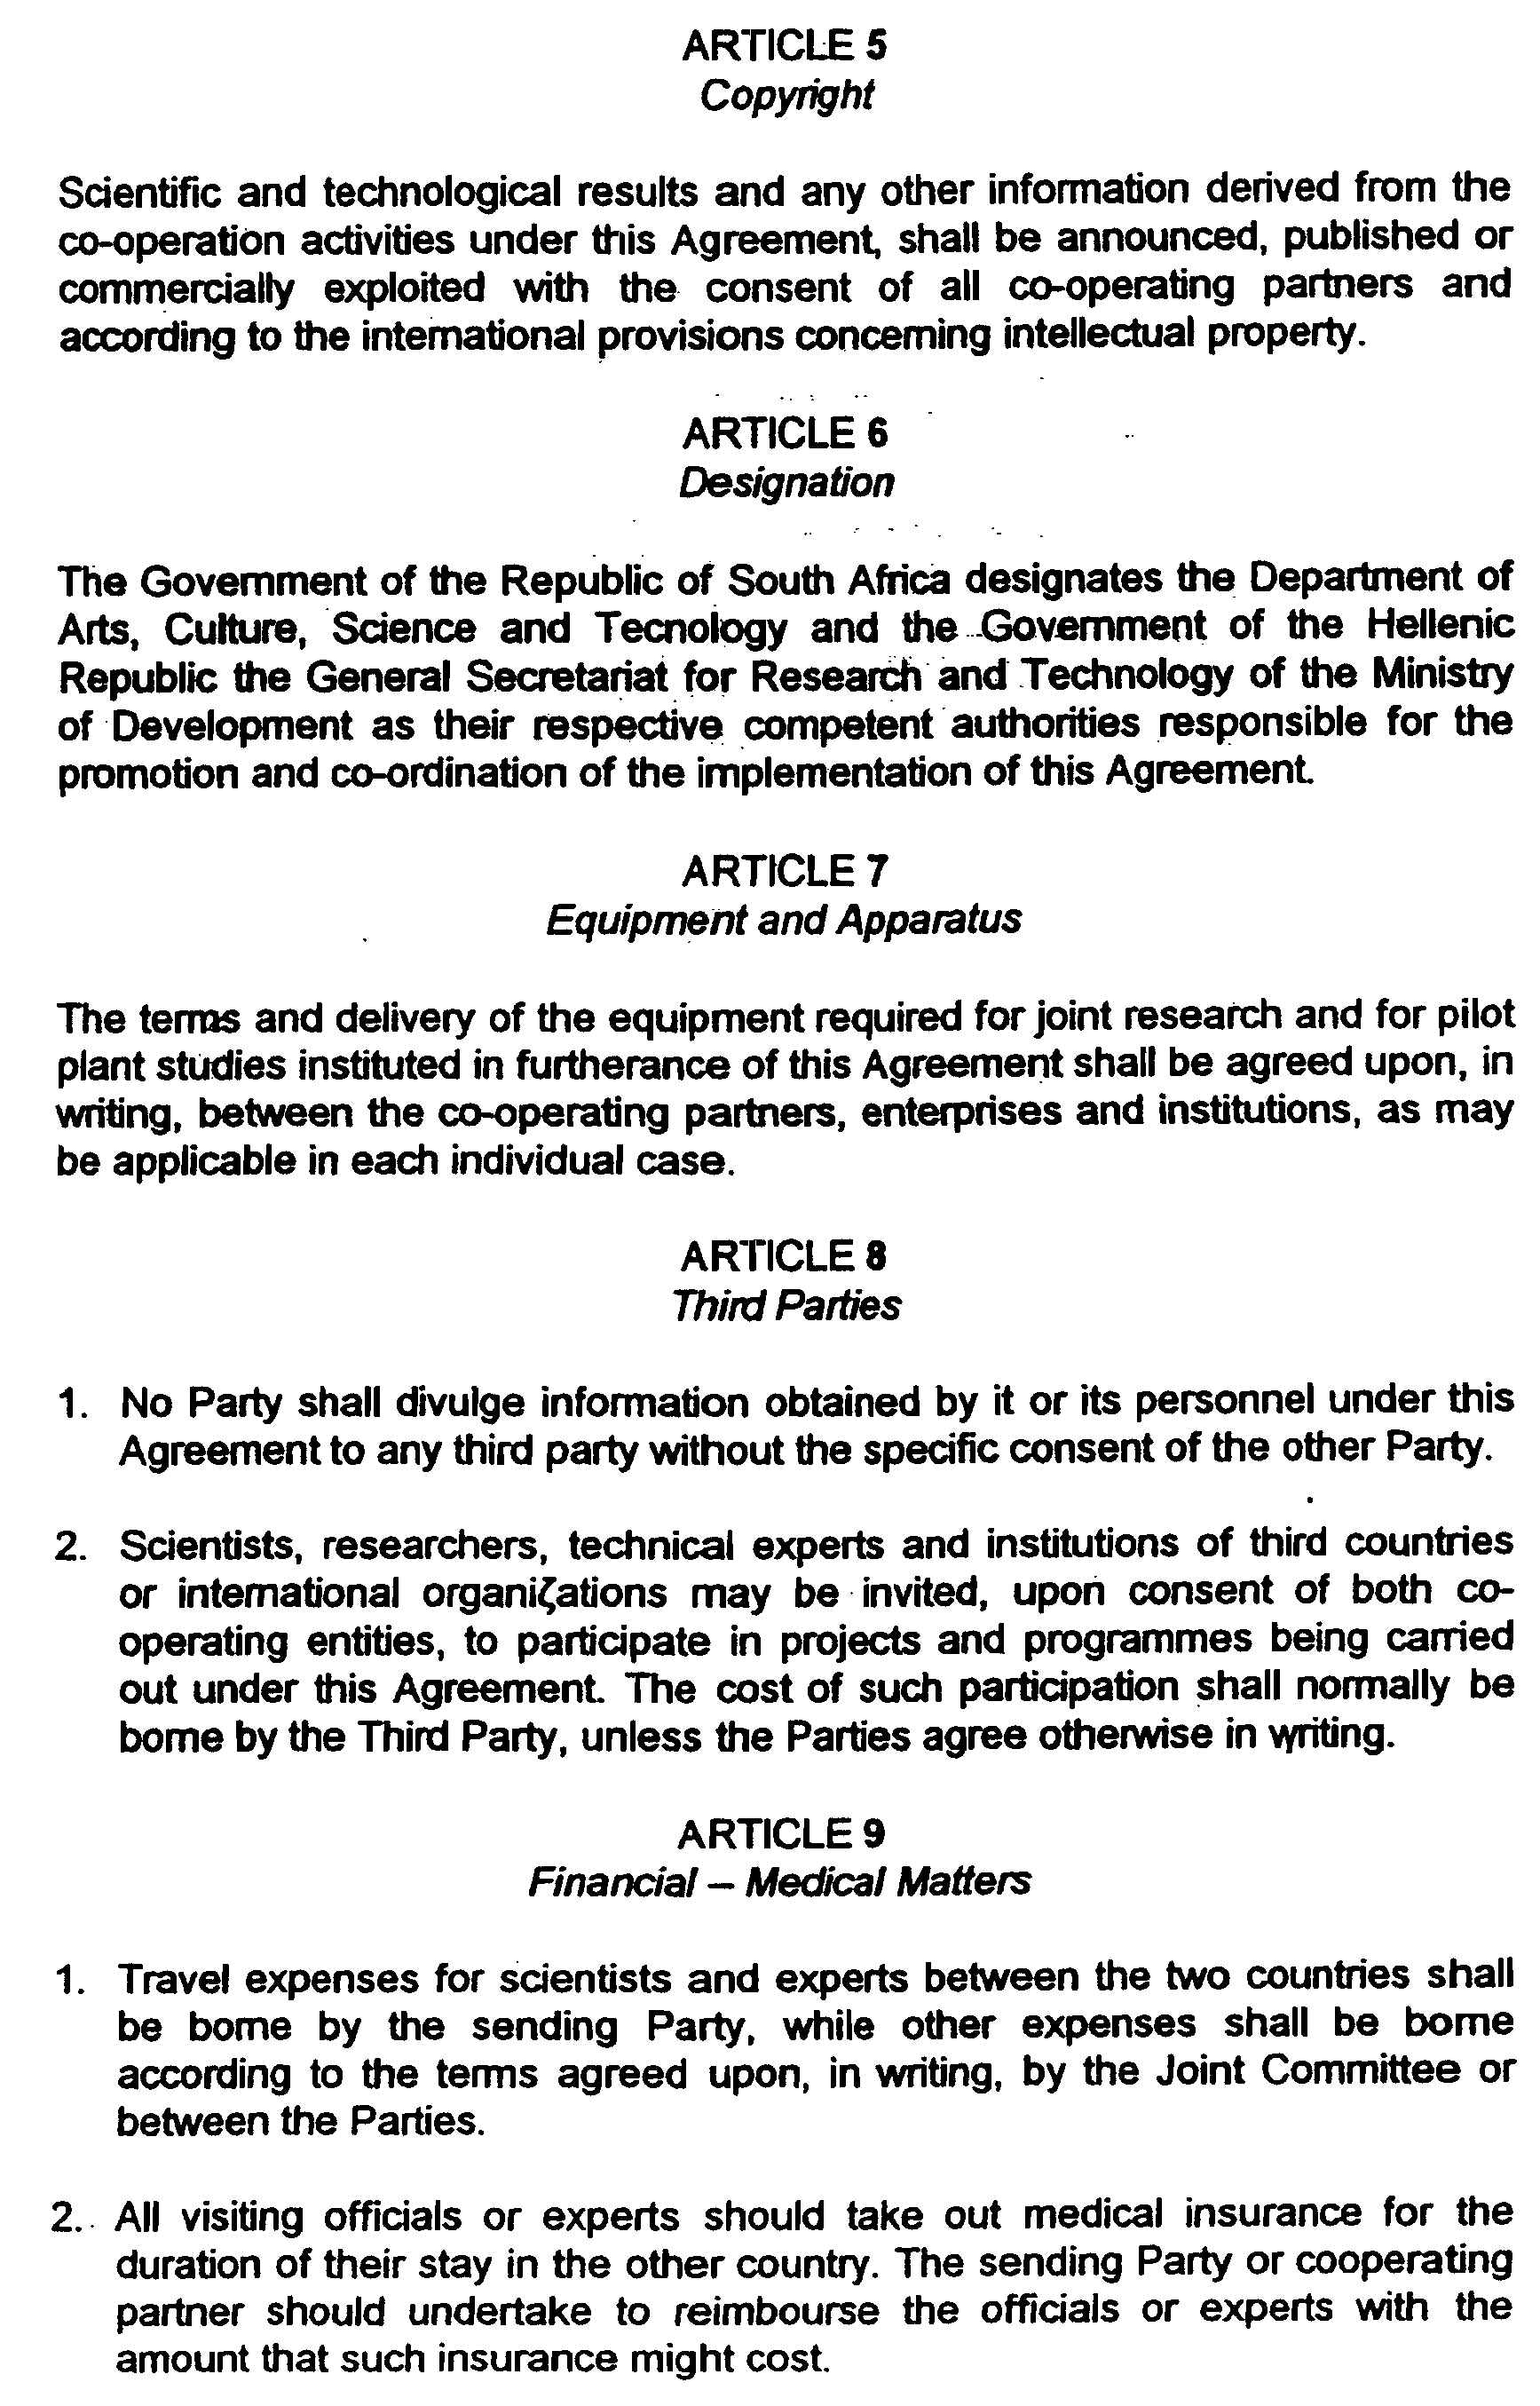 ARTICLE 5
Copyright
Scientific and technological results and any other information derived from the
co-operation activities under this Agreement, shall be announced, published or
commercially exploited with the consent of all co-operating partners and
according to the international provisions concerning intellectual property.
ARTICLE 6
Designation
The Government of the Republic of South Africa designates the Department of
Arts, Culture, Science and Tecnology and the Government of the Hellenic
Republic the General Secretariat for Research and Technology of the Ministry
of Development as their respective competent authorities responsible for the
promotion and co-ordination of the implementation of this Agreement.
ARTICLE 7
Equipment and Apparatus
The terms and delivery of the equipment required for joint research and for pilot
plant studies instituted in furtherance of this Agreement shall be agreed upon, in
writing, between the co-operating partners, enterprises and institutions, as may
be applicable in each individual case.
ARTICLE 8
Third Parties
1. No Party shall divulge information obtained by it or its personnel under this
Agreement to any third party without the specific consent of the other Party.
2. Scientists, researchers, technical experts and institutions of third countries
or international organiζations may be invited, upon consent of both co-
operating entities, to participate in projects and programmes being carried
out under this Agreement. The cost of such participation shall normally be
borne by the Third Party, unless the Parties agree otherwise in writing.
ARTICLE 9
Financial – Medical Matters
1. Travel expenses for scientists and experts between the two countries shall
be borne by the sending Party, while other expenses shall be borne
according to the terms agreed upon, in writing, by the Joint Committee or
between the Parties.
2. All visiting officials or experts should take out medical insurance for the
duration of their stay in the other country. The sending Party or cooperating
partner should undertake to reimbourse the officials or experts with the
amount that such insurance might cost.